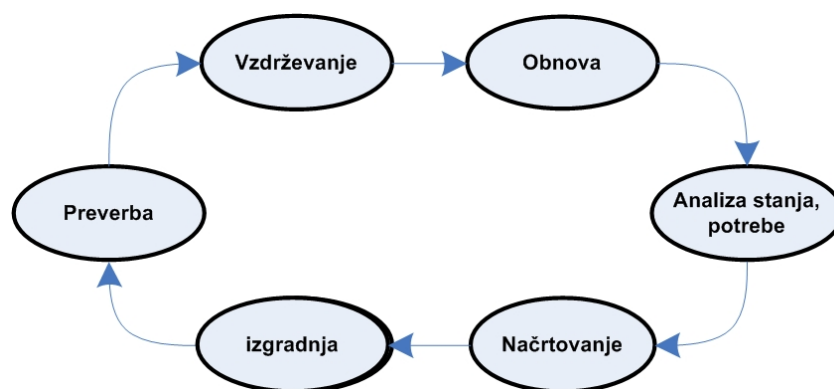 Vzdrževanje
Obnova
Preverba
Analiza stanja,
potrebe
izgradnja
Načrtovanje